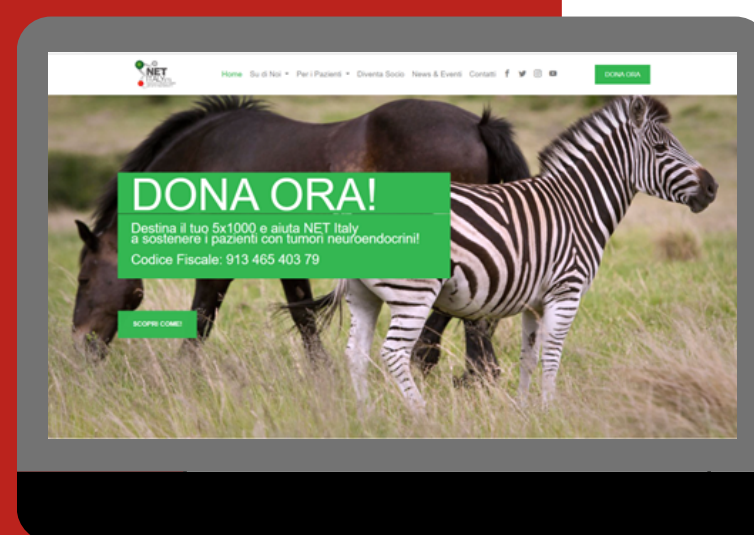 NET
ITALY
Home Su di Noi Per i Pazienti Diventa Socio News & Eventi Contatti
DONA ORA
DONA ORA!
Destina il tuo 5x1000 e aiuta NET Italy
a sostenere i pazienti con tumori neuroendocrini!
Codice Fiscale: 913 465 403 79
SCOPRI COME!